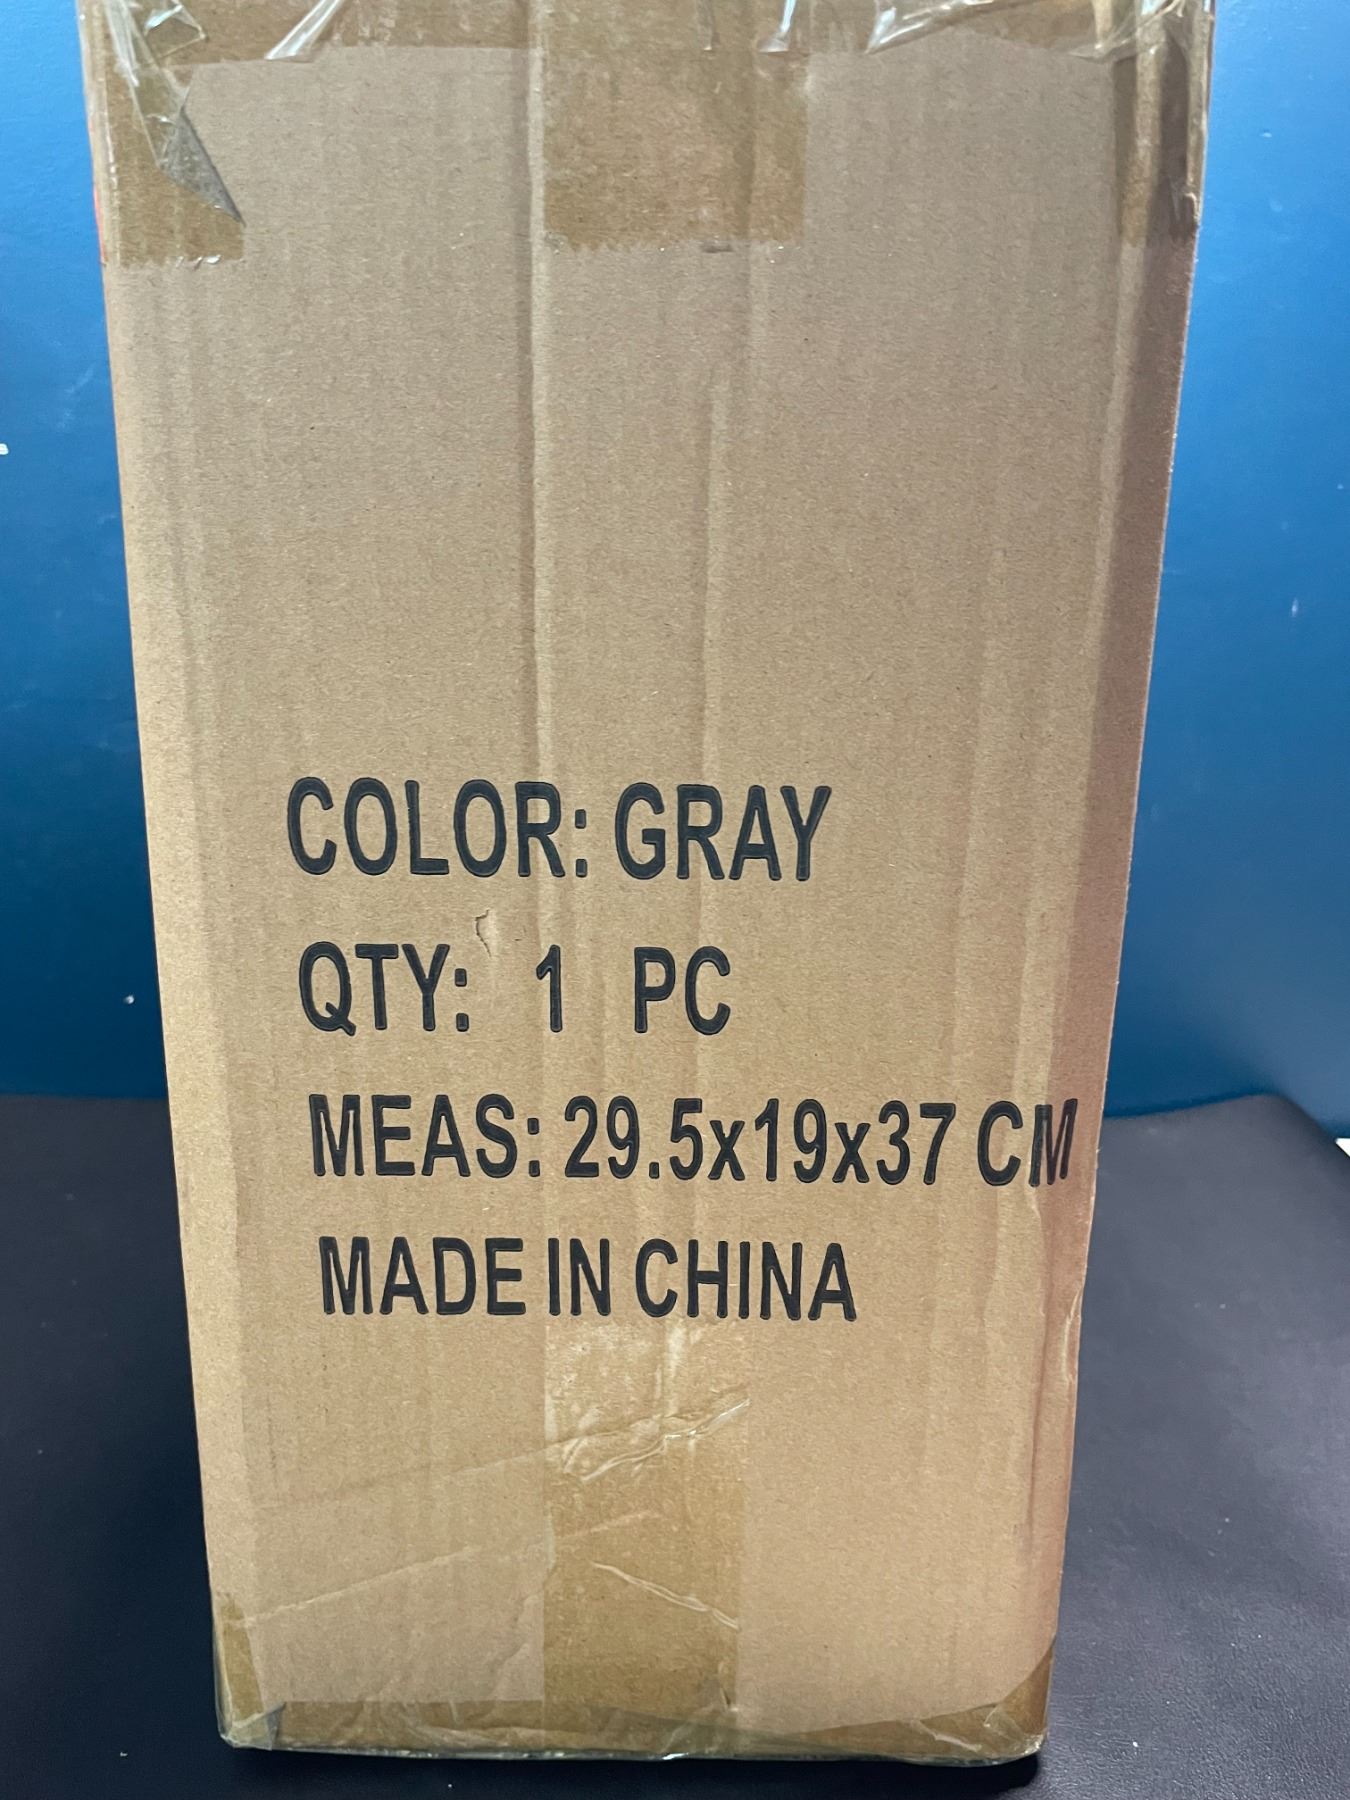 COLOR: GRAY
QTY: 1 PC
MEAS: 29.5x19x37 CM
MADE IN CHINA